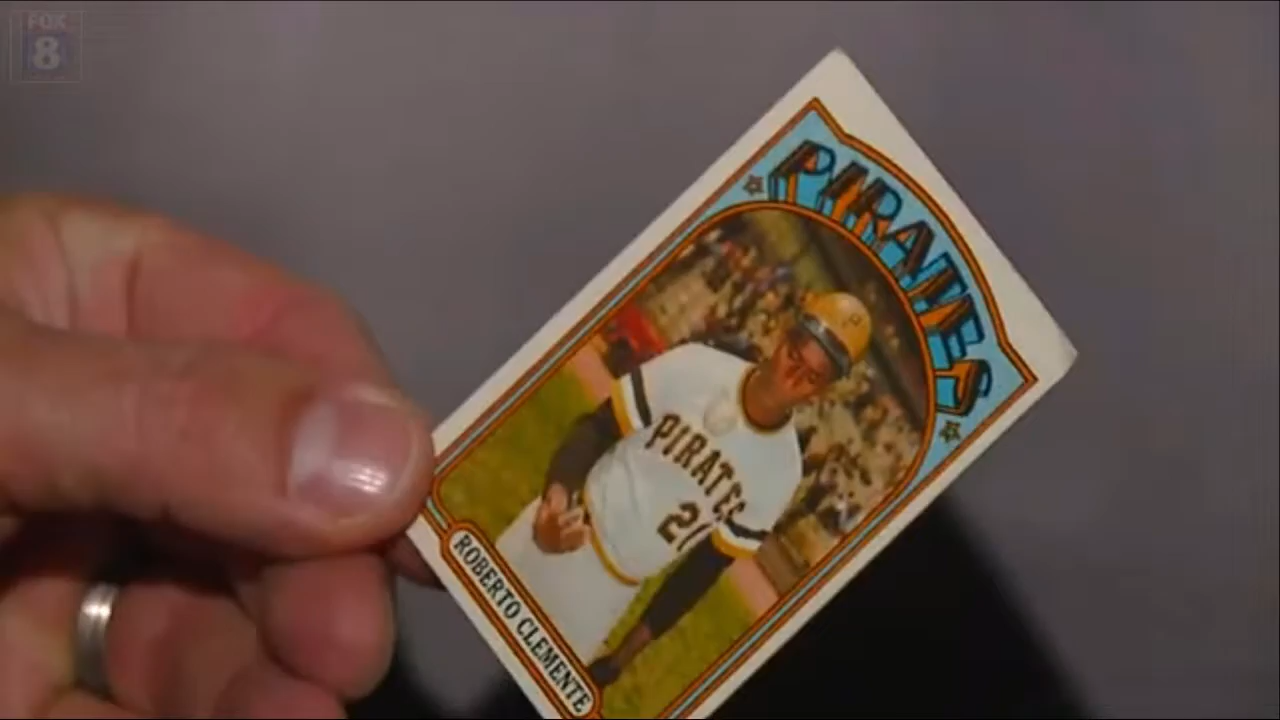 FOX
8
PIRATES
P
PIRATES
21
ROBERTO CLEMENTE